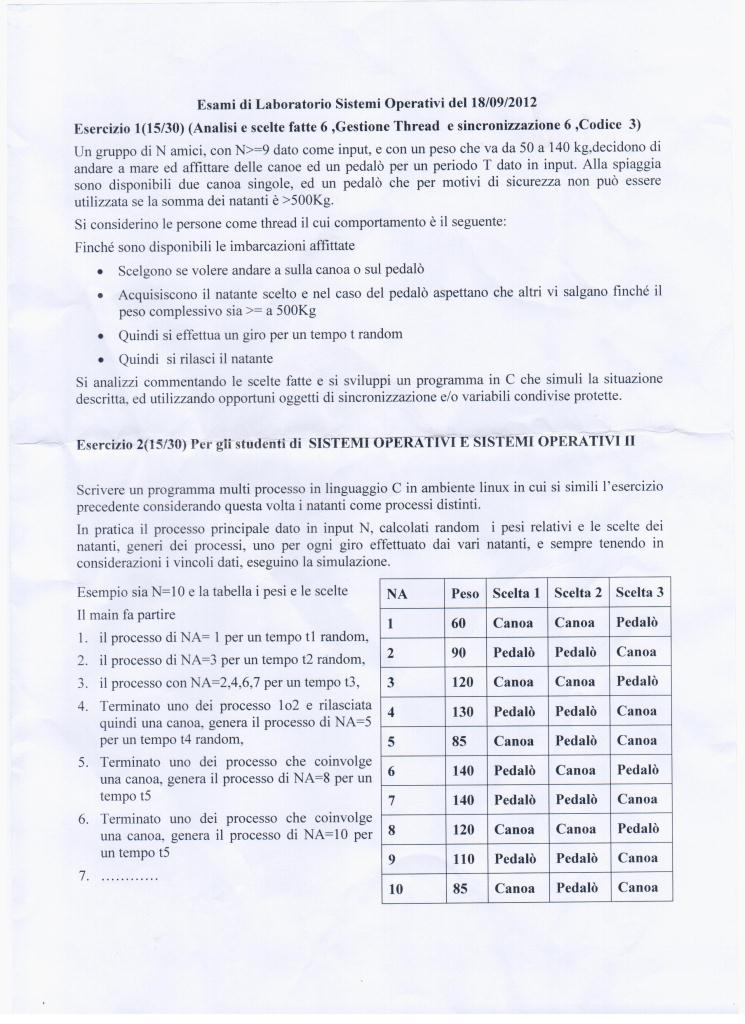 Esami di Laboratorio Sistemi Operativi del 18/09/2012
Esercizio 1(15/30) (Analisi e scelte fatte 6 ,Gestione Thread e sincronizzazione 6 ,Codice 3)
Un gruppo di N amici, con N>=9 dato come input, e con un peso che va da 50 a 140 kg,decidono di
andare a mare ed affittare delle canoe ed un pedalò per un periodo T dato in input. Alla spiaggia
sono disponibili due canoa singole, ed un pedalò che per motivi di sicurezza non può essere
utilizzata se la somma dei natanti è >500Kg.
Si considerino le persone come thread il cui comportamento è il seguente:
Finché sono disponibili le imbarcazioni affittate
• Scelgono se volere andare a sulla canoa o sul pedalò
• Acquisiscono il natante scelto e nel caso del pedalò aspettano che altri vi salgano finché il
peso complessivo sia >= a 500Kg
• Quindi si effettua un giro per un tempo t random
• Quindi si rilasci il natante
Si analizzi commentando le scelte fatte e si sviluppi un programma in C che simuli la situazione
descritta, ed utilizzando opportuni oggetti di sincronizzazione e/o variabili condivise protette.
Esercizio 2(15/30) Per gli studenti di SISTEMI OPERATIVI E SISTEMI OPERATIVI II
Scrivere un programma multi processo in linguaggio C in ambiente linux in cui si simili l'esercizio
precedente considerando questa volta i natanti come processi distinti.
In pratica il processo principale dato in input N, calcolati random i pesi relativi e le scelte dei
natanti, generi dei processi, uno per ogni giro effettuato dai vari natanti, e sempre tenendo in
considerazioni i vincoli dati, eseguino la simulazione.
Esempio sia N=10 e la tabella i pesi e le scelte
Il main fa partire
1. il processo di NA= 1 per un tempo t1 random,
2. il processo di NA=3 per un tempo t2 random,
3. il processo con NA=2,4,6,7 per un tempo t3,
4. Terminato uno dei processo 1o2 e rilasciata
quindi una canoa, genera il processo di NA=5
per un tempo t4 random,
5. Terminato uno dei processo che coinvolge
una canoa, genera il processo di NA=8 per un
tempo t5
6. Terminato uno dei processo che coinvolge
una canoa, genera il processo di NA=10 per
un tempo t5
7. ............
NA Peso Scelta 1 Scelta 2 Scelta 3
1 60 Canoa Canoa Pedalò
2 90 Pedalò Pedalò Canoa
3 120 Canoa Canoa Pedalò
4 130 Pedalò Pedalò Canoa
5 85 Canoa Pedalò Canoa
6 140 Pedalò Canoa Pedalò
7 140 Pedalò Pedalò Canoa
8 120 Canoa Canoa Pedalò
9 110 Pedalò Pedalò Canoa
10 85 Canoa Pedalò Canoa